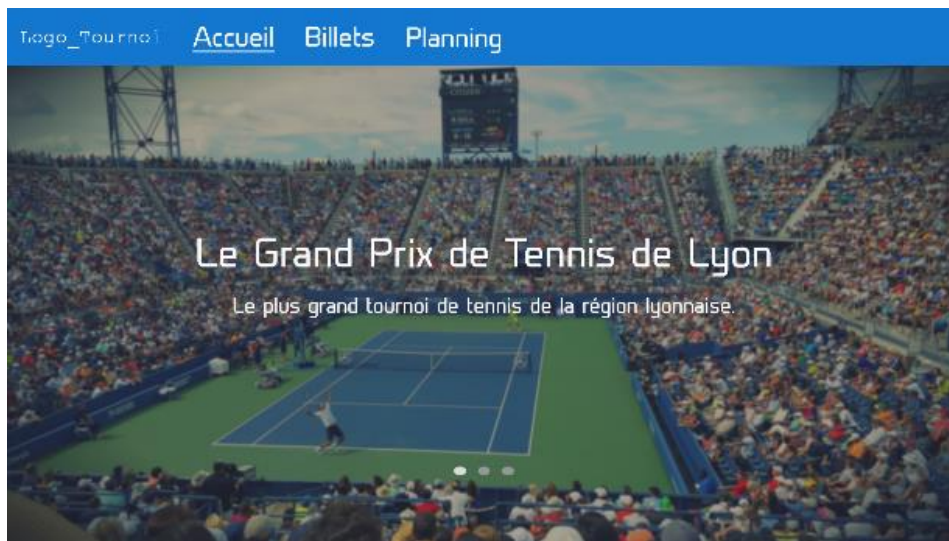 Logo_Tournoi Accueil Billets Planning
CITIZEN
Le Grand Prix de Tennis de Lyon
Le plus grand tournoi de tennis de la région lyonnaise.